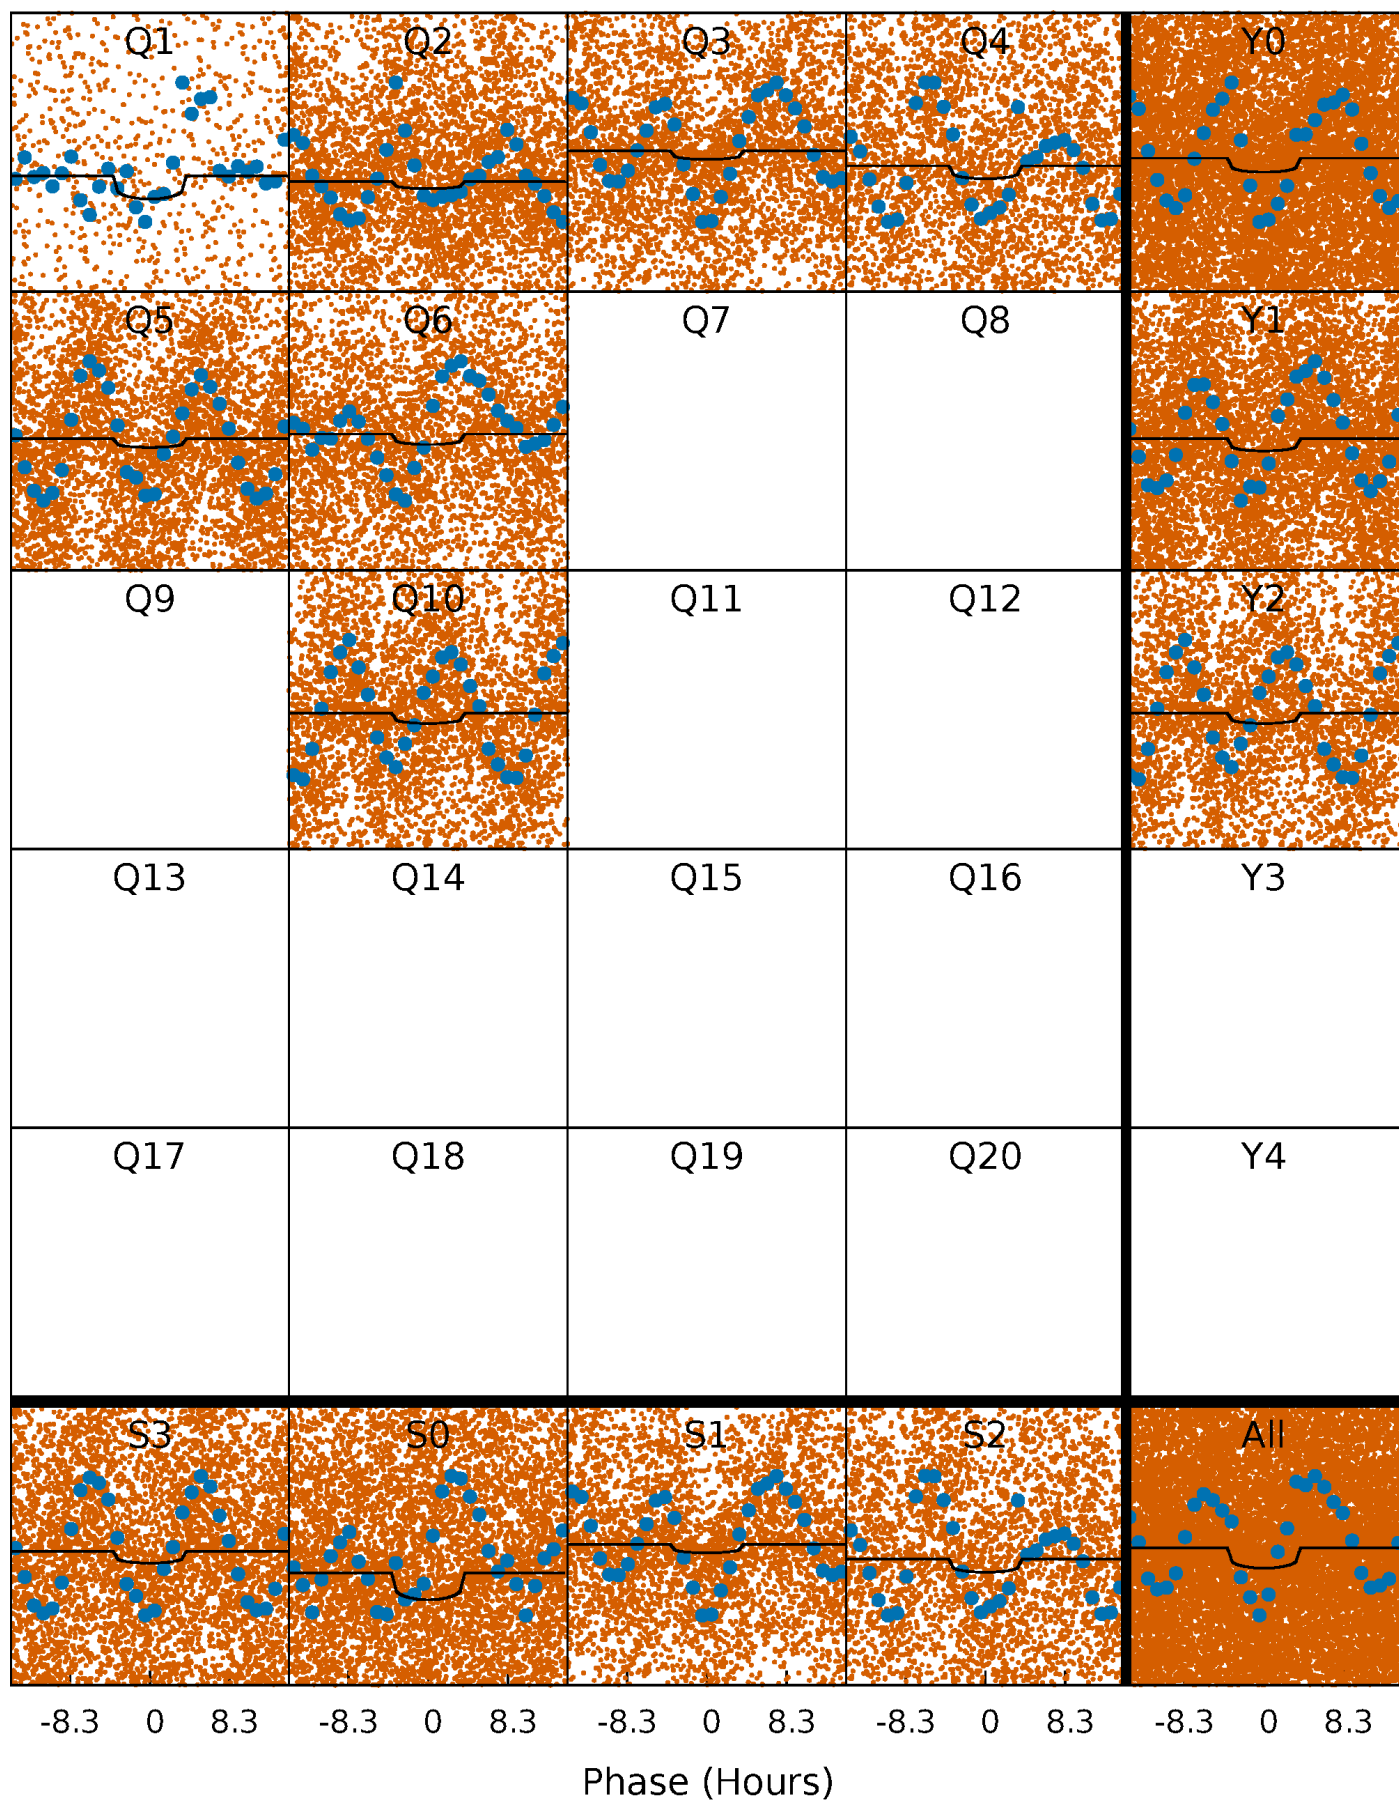 Q1 Q2 Q3 Q4 Y0
Q5 Q6 Q7 Q8 Y1
Q9 Q10 Q11 Q12 Y2
Q13 Q14 Q15 Q16 Y3
Q17 Q18 Q19 Q20 Y4
S3 S0 S1 S2 All
-8.3 0 8.3 -8.3 0 8.3 -8.3 0 8.3 -8.3 0 8.3 -8.3 0 8.3
Phase (Hours)